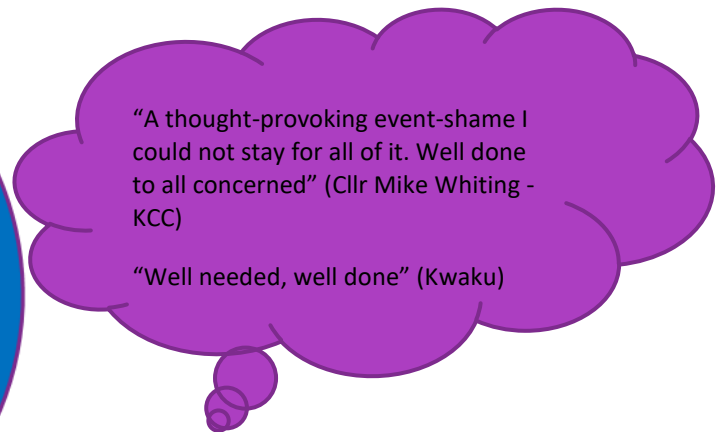 “A thought-provoking event-shame I
could not stay for all of it. Well done
to all concerned” (Cllr Mike Whiting -
KCC)
“Well needed, well done” (Kwaku)